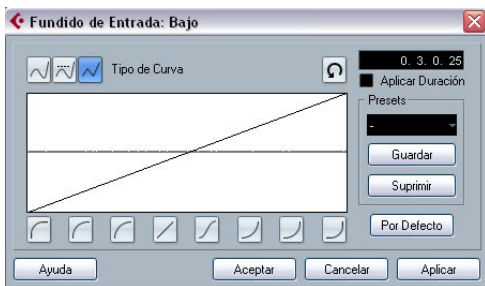 Fundido de Entrada: Bajo
Tipo de Curva
0. 3. 0. 25
Aplicar Duración
Presets
-
Guardar
Suprimir
Por Defecto
Ayuda
Aceptar
Cancelar
Aplicar